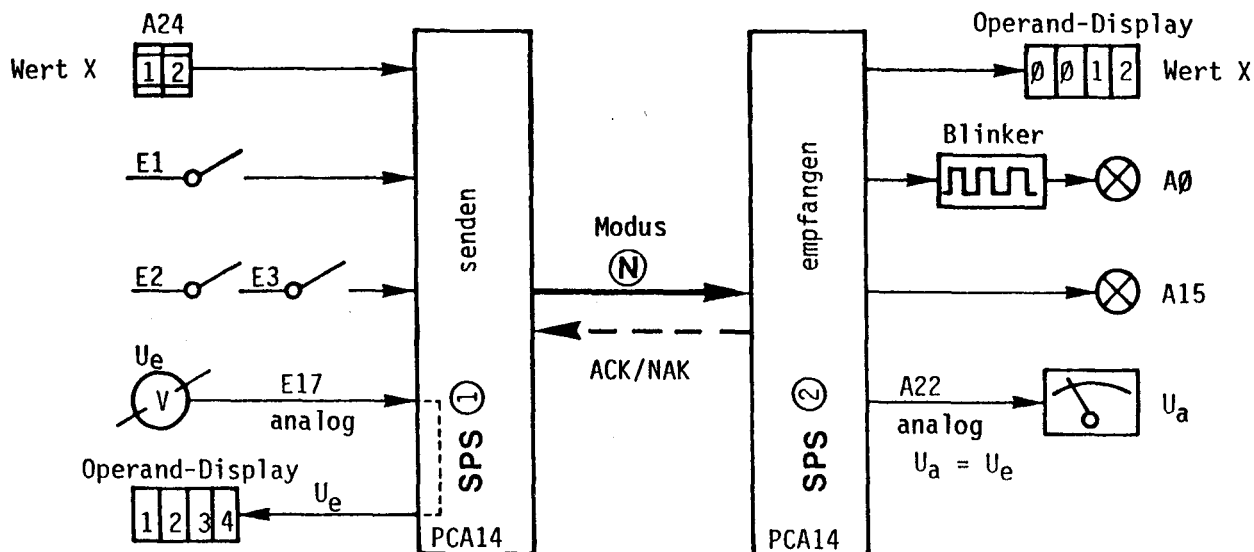 A24
Wert X
1 2
E1
E2
E3
Ue
V
E17
analog
Operand-Display
1 2 3 4
Ue
senden
SPS 1
PCA14
Modus
N
ACK/NAK
empfangen
SPS 2
PCA14
Operand-Display
Ø Ø 1 2
Wert X
Blinker
AØ
A15
A22
analog
Ua = Ue
Ua